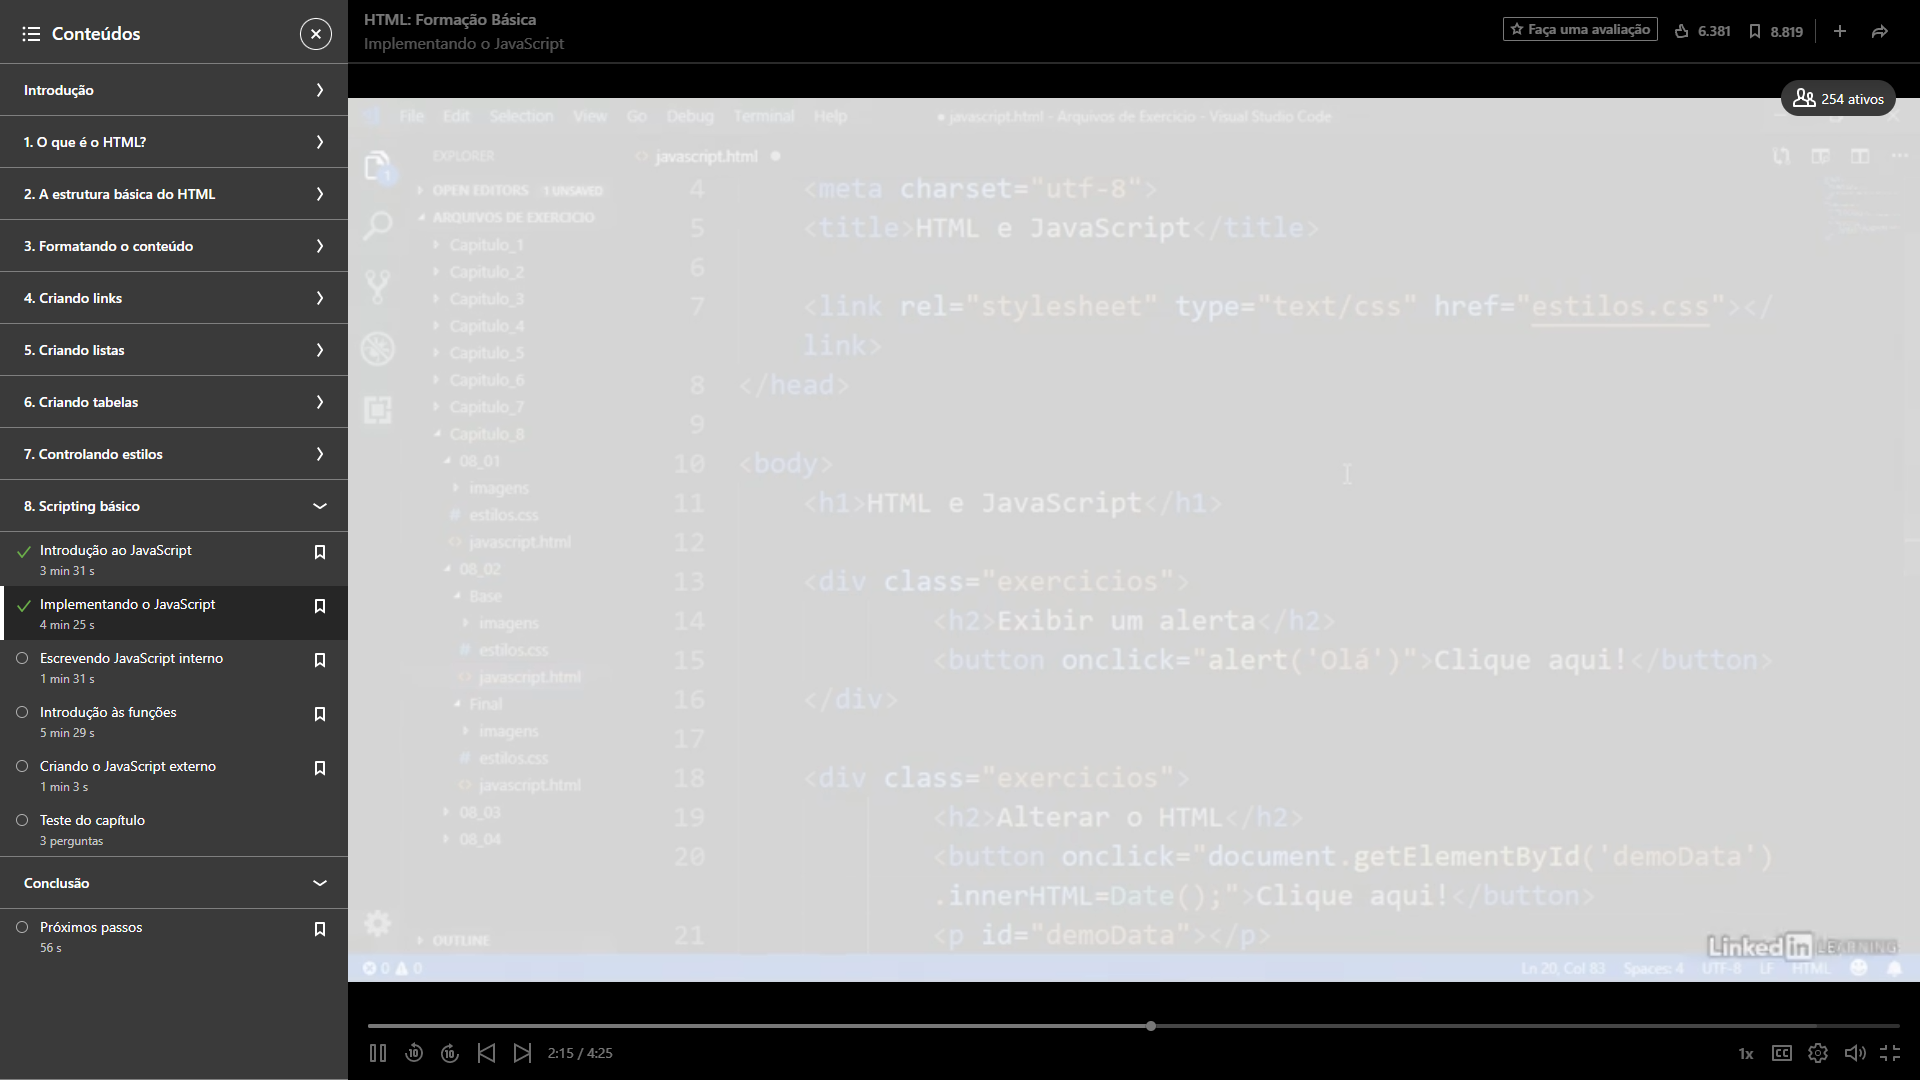 Conteúdos
Introdução
1. O que é o HTML?
2. A estrutura básica do HTML
3. Formatando o conteúdo
4. Criando links
5. Criando listas
6. Criando tabelas
7. Controlando estilos
8. Scripting básico
Introdução ao JavaScript
3 min 31 s
Implementando o JavaScript
4 min 25 s
Escrevendo JavaScript interno
1 min 31 s
Introdução às funções
5 min 29 s
Criando o JavaScript externo
1 min 3 s
Teste do capítulo
3 perguntas
Conclusão
Próximos passos
56 s
HTML: Formação Básica
Implementando o JavaScript
Faça uma avaliação
6.381
8.819
254 ativos
File Edit Selection View Go Debug Terminal Help
● javascript.html - Arquivos de Exercicio - Visual Studio Code
EXPLORER
1
OPEN EDITORS 1 UNSAVED
ARQUIVOS DE EXERCICIO
Capitulo_1
Capitulo_2
Capitulo_3
Capitulo_4
Capitulo_5
Capitulo_6
Capitulo_7
Capitulo_8
08_01
imagens
# estilos.css
<> javascript.html
08_02
Base
imagens
# estilos.css
<> javascript.html
Final
imagens
# estilos.css
<> javascript.html
08_03
08_04
OUTLINE
<> javascript.html
4 <meta charset="utf-8">
5 <title>HTML e JavaScript</title>
6
7 <link rel="stylesheet" type="text/css" href="estilos.css"></
link>
8 </head>
9
10 <body>
11 <h1>HTML e JavaScript</h1>
12
13 <div class="exercicios">
14 <h2>Exibir um alerta</h2>
15 <button onclick="alert('Olá')">Clique aqui!</button>
16 </div>
17
18 <div class="exercicios">
19 <h2>Alterar o HTML</h2>
20 <button onclick="document.getElementById('demoData')
.innerHTML=Date();">Clique aqui!</button>
21 <p id="demoData"></p>
LinkedIn LEARNING
0 0
Ln 20, Col 83 Spaces: 4 UTF-8 LF HTML
10
10
2:15 / 4:25
1x
CC